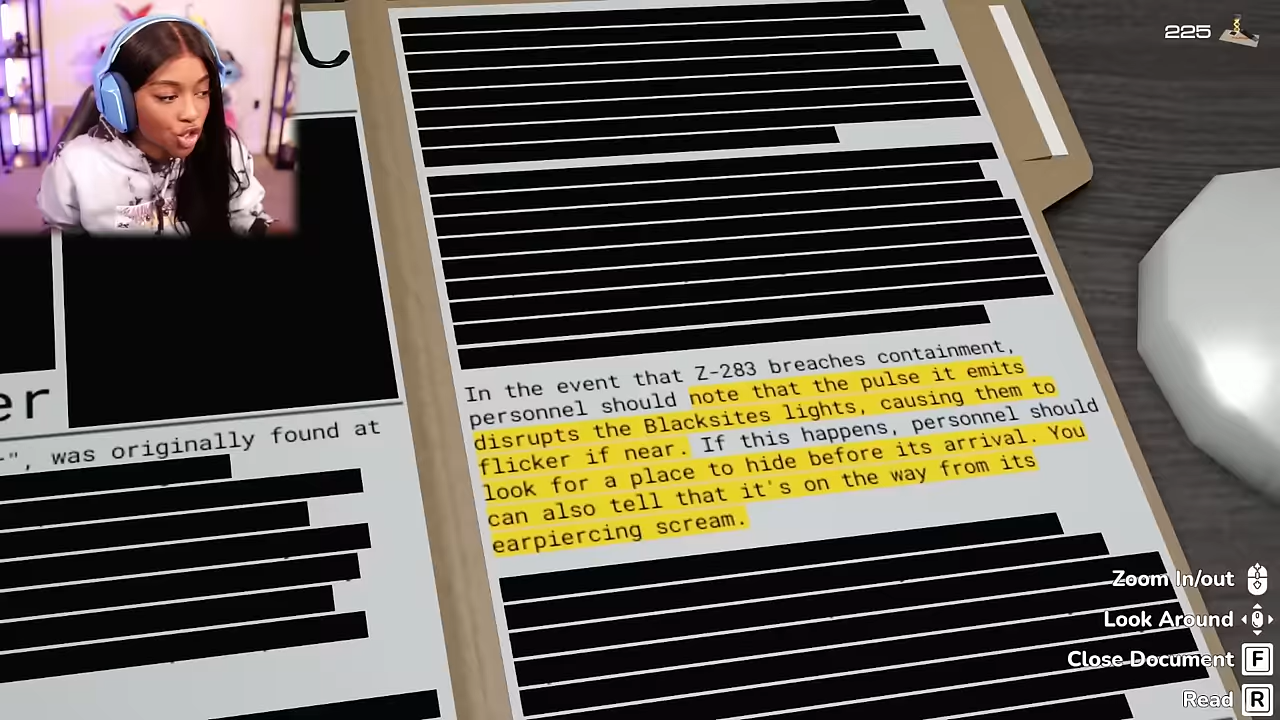 225
er
-", was originally found at
In the event that Z-283 breaches containment,
personnel should note that the pulse it emits
disrupts the Blacksites lights, causing them to
flicker if near. If this happens, personnel should
look for a place to hide before its arrival. You
can also tell that it's on the way from its
earpiercing scream.
Zoom In/out
Look Around
Close Document F
Read R